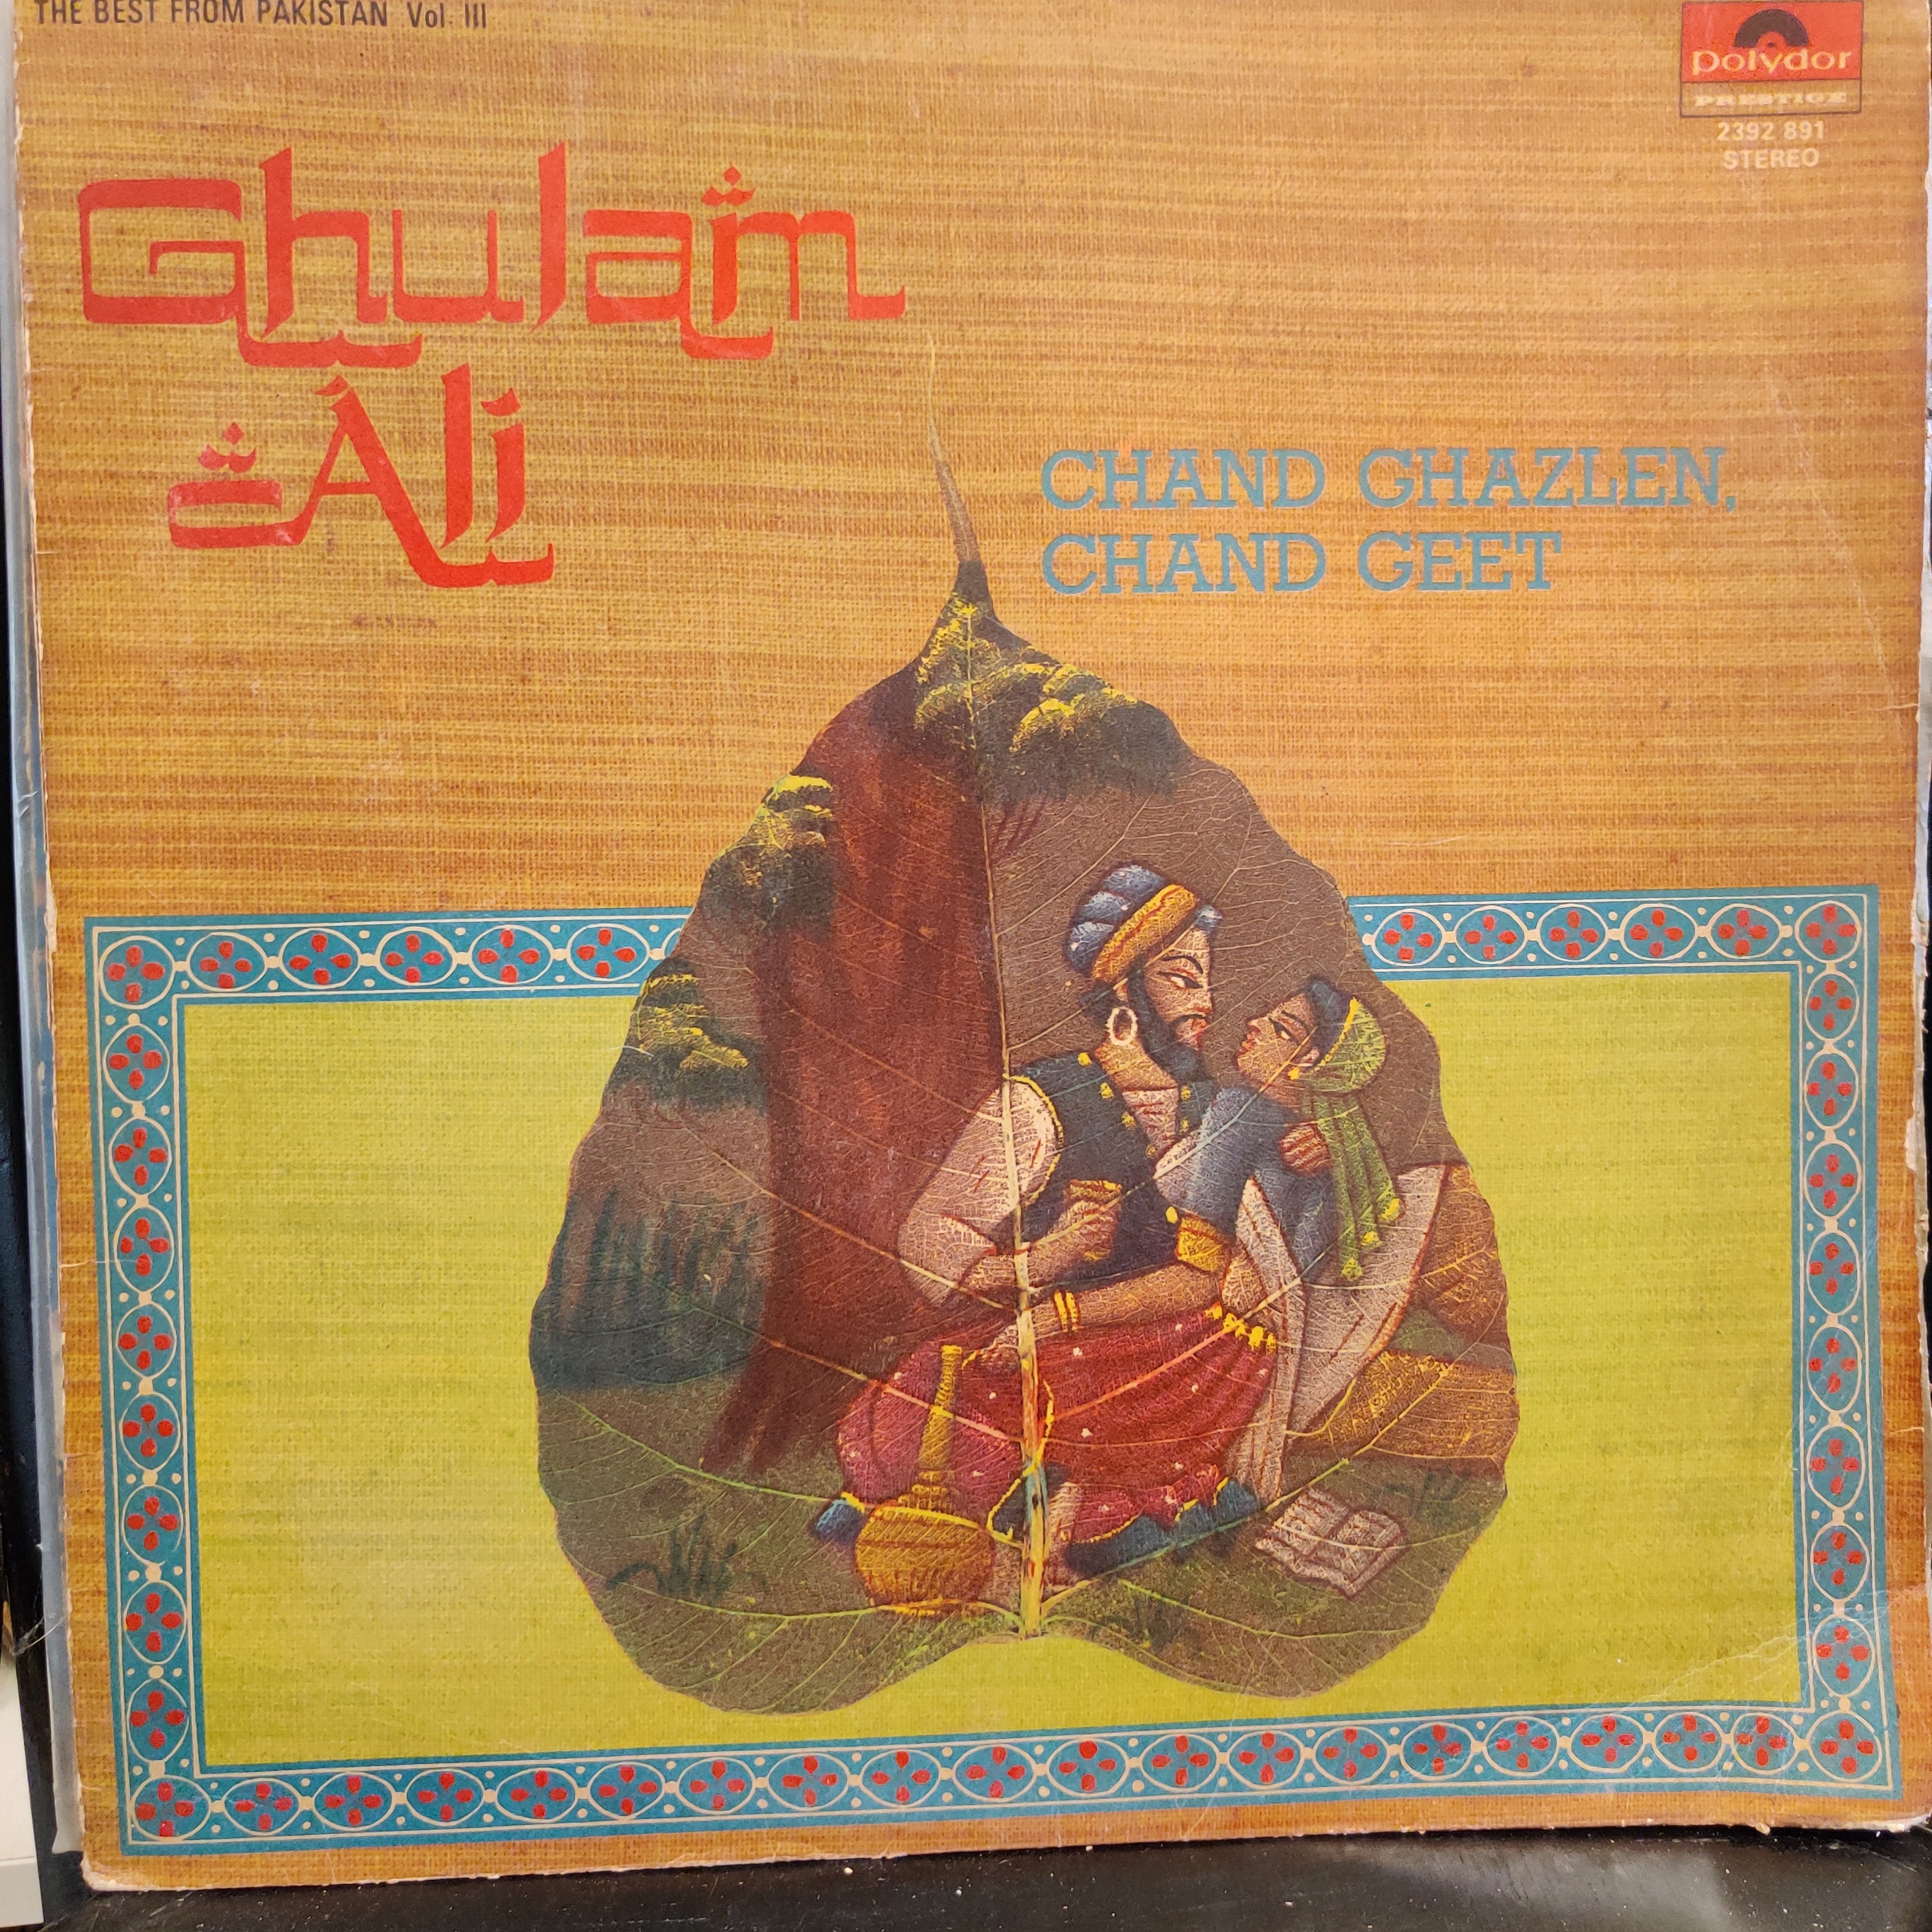 THE BEST FROM PAKISTAN Vol. III
polydor
PRESTIGE
2392 891
STEREO
Ghulam
Ali
CHAND GHAZLEN,
CHAND GEET